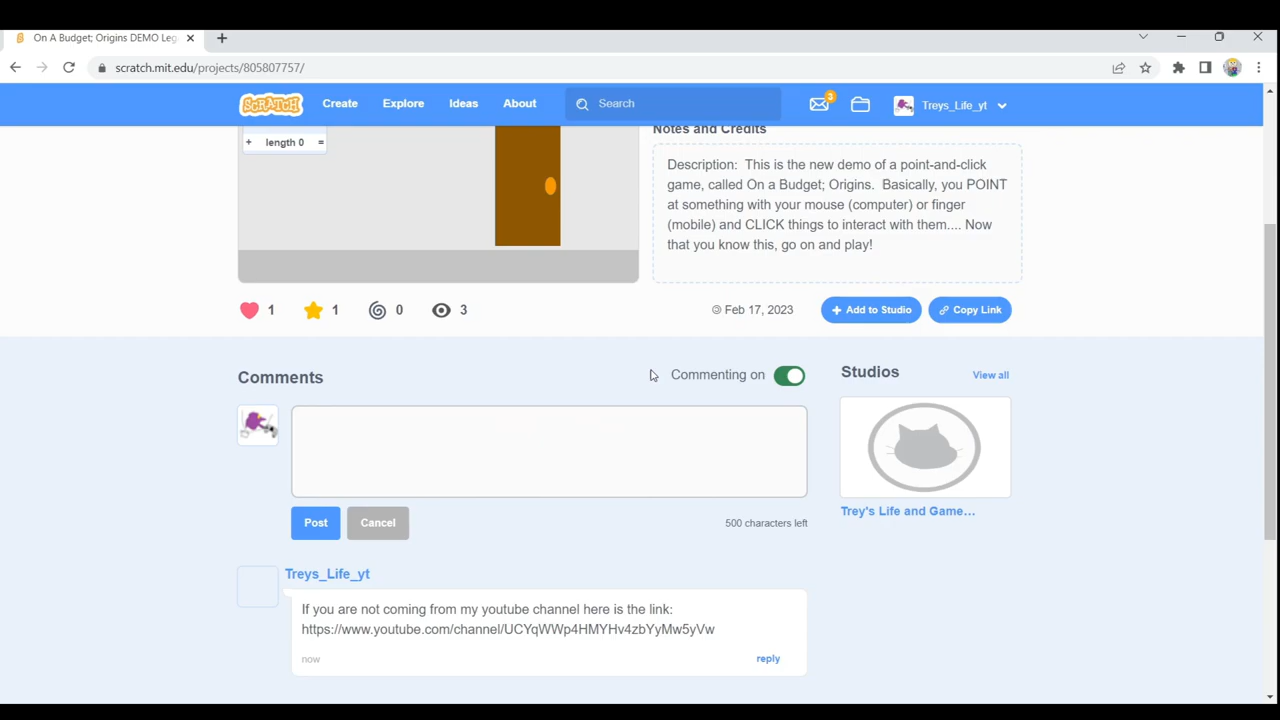 On A Budget; Origins DEMO Leg
scratch.mit.edu/projects/805807757/
SCRATCH Create Explore Ideas About Search 3 Treys_Life_yt
Notes and Credits
+ length 0 =
Description: This is the new demo of a point-and-click
game, called On a Budget; Origins. Basically, you POINT
at something with your mouse (computer) or finger
(mobile) and CLICK things to interact with them.... Now
that you know this, go on and play!
1 1 0 3
© Feb 17, 2023 + Add to Studio Copy Link
Comments
Commenting on
Studios View all
Post Cancel 500 characters left
Trey's Life and Game…
Treys_Life_yt
If you are not coming from my youtube channel here is the link:
https://www.youtube.com/channel/UCYqWWp4HMYHv4zbYyMw5yVw
now reply